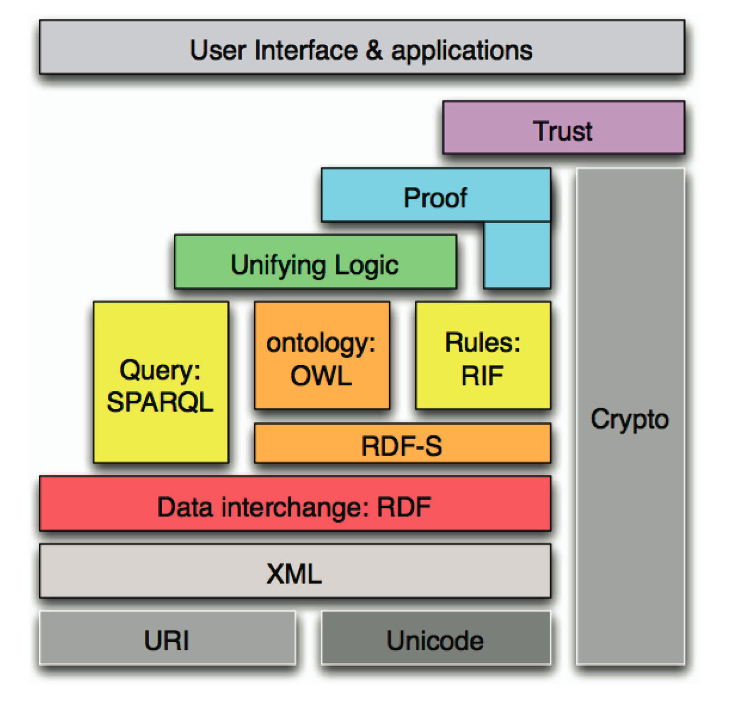 User Interface & applications
Trust
Proof
Unifying Logic
Query:
SPARQL
ontology:
OWL
Rules:
RIF
Crypto
RDF-S
Data interchange: RDF
XML
URI
Unicode